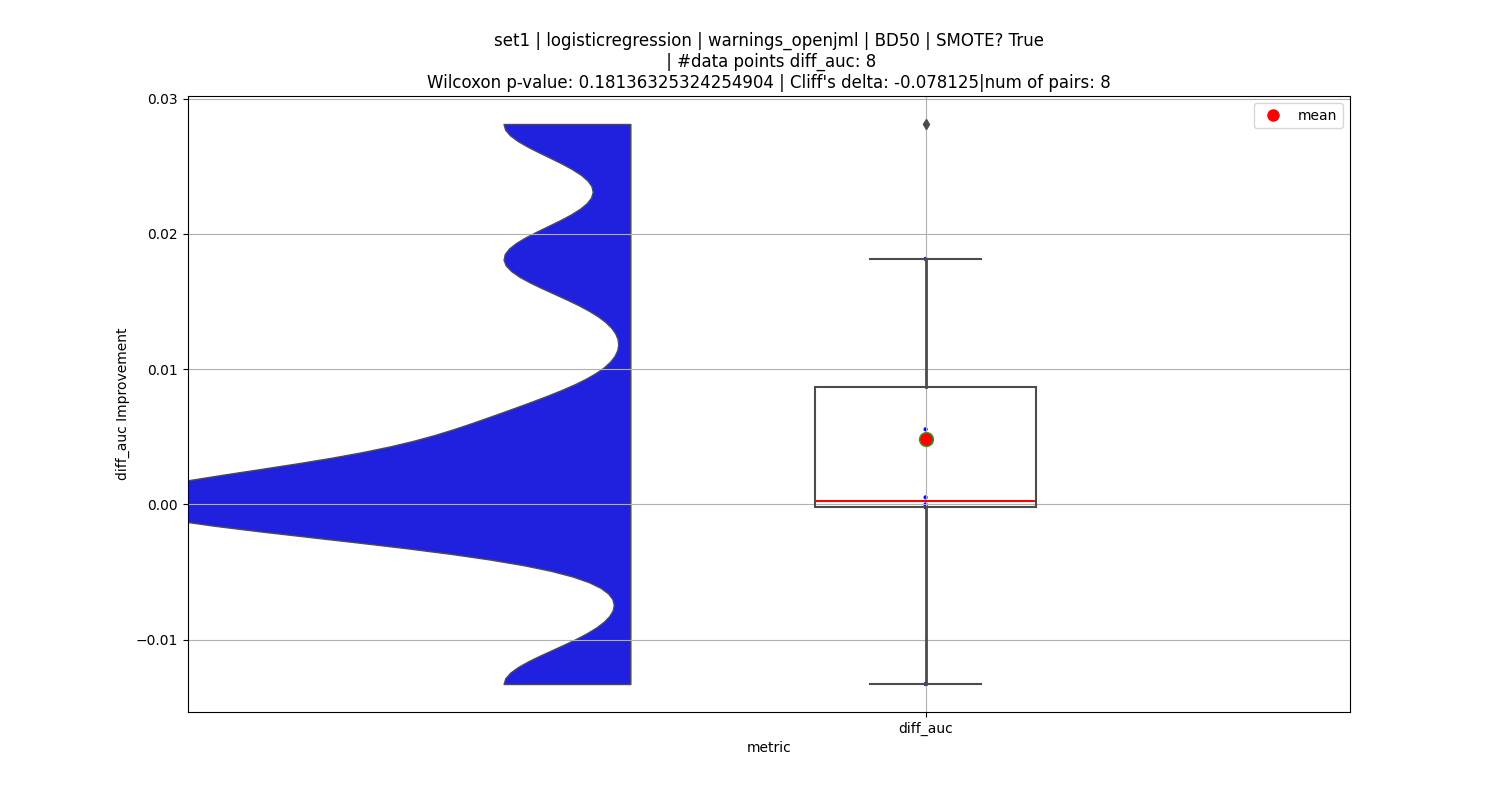 set1 | logisticregression | warnings_openjml | BD50 | SMOTE? True
| #data points diff_auc: 8
Wilcoxon p-value: 0.18136325324254904 | Cliff's delta: -0.078125|num of pairs: 8
mean
0.03
0.02
0.01
0.00
−0.01
diff_auc Improvement
diff_auc
metric